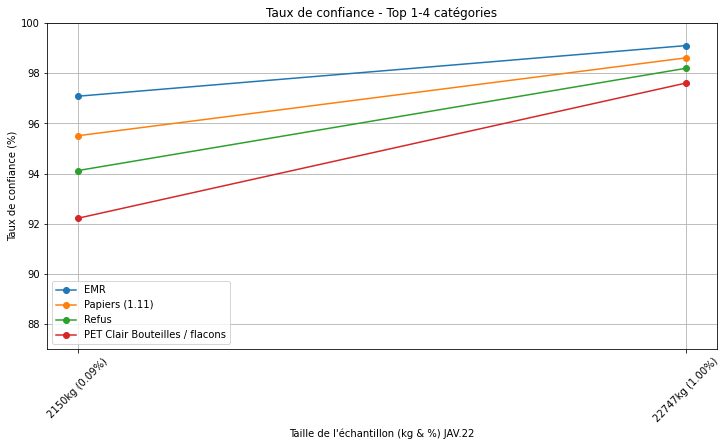 Taux de confiance - Top 1-4 catégories
Taux de confiance (%)
100
98
96
94
92
90
88
EMR
Papiers (1.11)
Refus
PET Clair Bouteilles / flacons
2150kg (0.09%)
22747kg (1.00%)
Taille de l'échantillon (kg & %) JAV.22